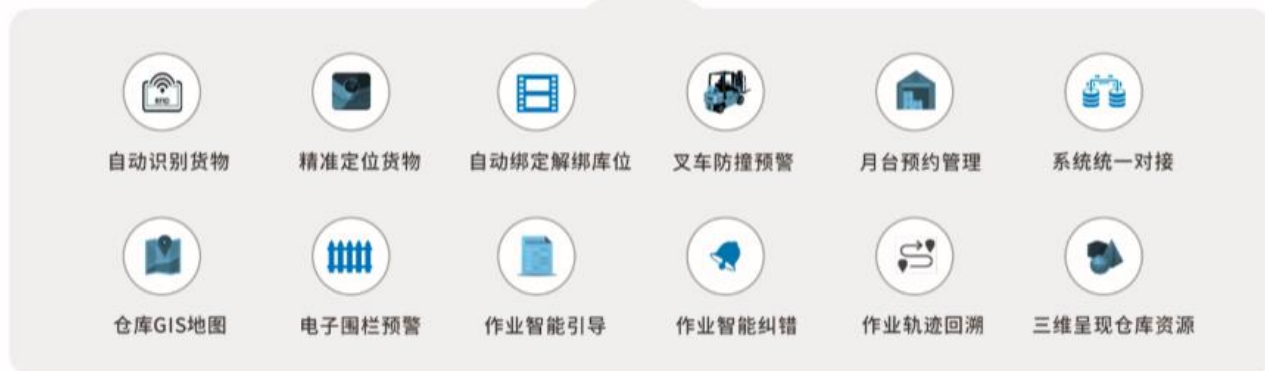 RFID
自动识别货物
精准定位货物
自动绑定解绑库位
叉车防撞预警
月台预约管理
系统统一对接
仓库GIS地图
电子围栏预警
作业智能引导
作业智能纠错
作业轨迹回溯
三维呈现仓库资源